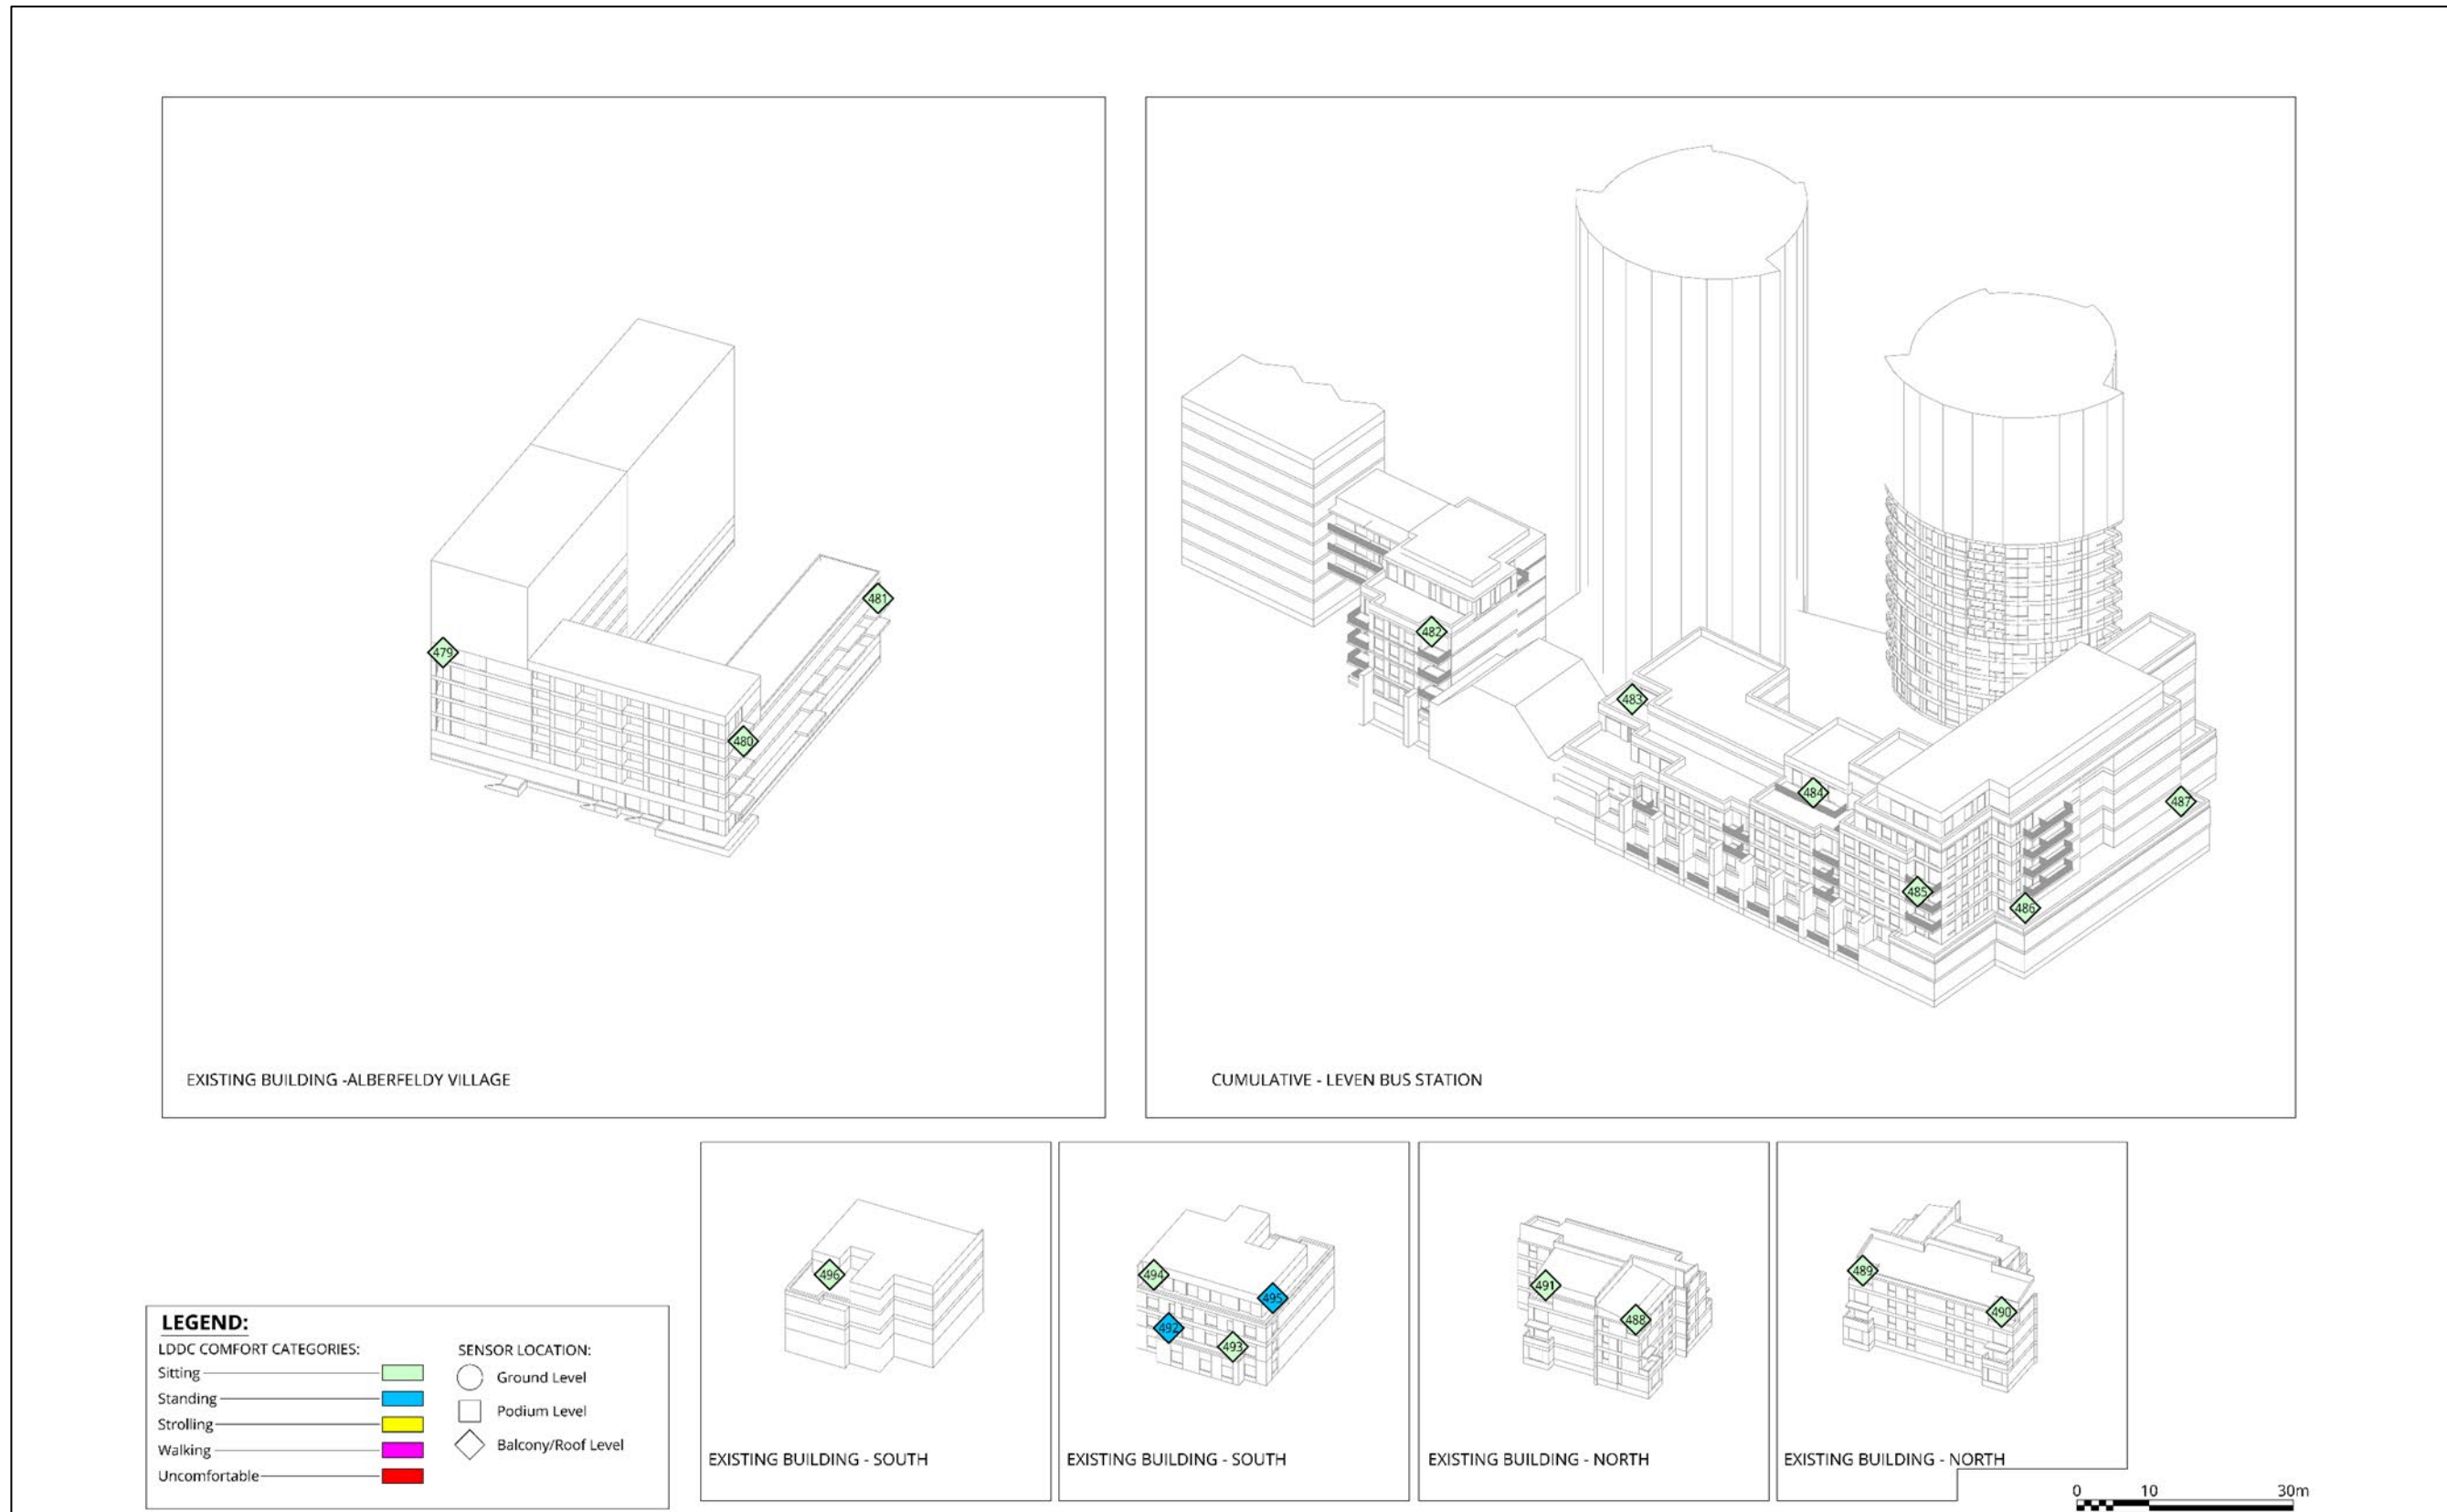 481
479
480
EXISTING BUILDING -ALBERFELDY VILLAGE
482
483
484
487
485
486
CUMULATIVE - LEVEN BUS STATION
496
EXISTING BUILDING - SOUTH
494
495
492
493
EXISTING BUILDING - SOUTH
491
488
EXISTING BUILDING - NORTH
489
490
EXISTING BUILDING - NORTH
LEGEND:
LDDC COMFORT CATEGORIES:
Sitting
Standing
Strolling
Walking
Uncomfortable
SENSOR LOCATION:
Ground Level
Podium Level
Balcony/Roof Level
0 10 30m